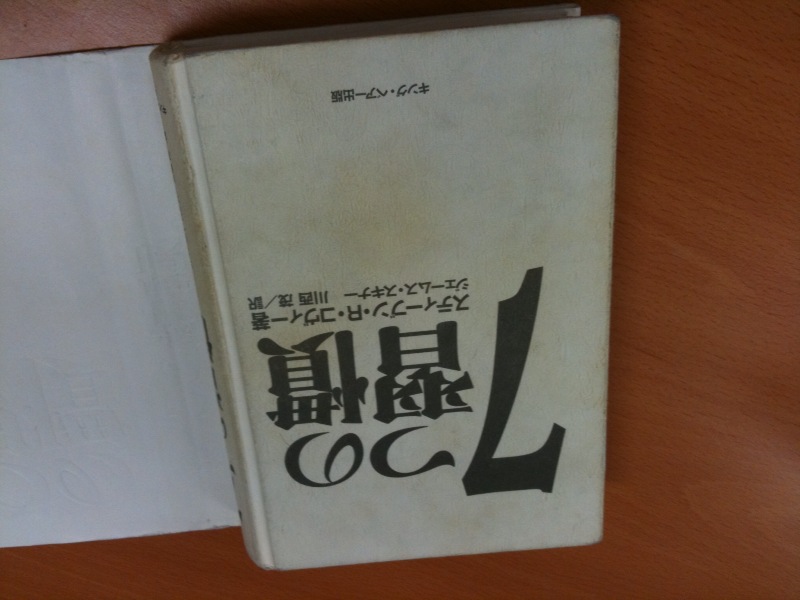 7つの
習慣
スティーブン・R・コヴィー著
ジェームス・スキナー 川西 茂/訳
キング・ベアー出版